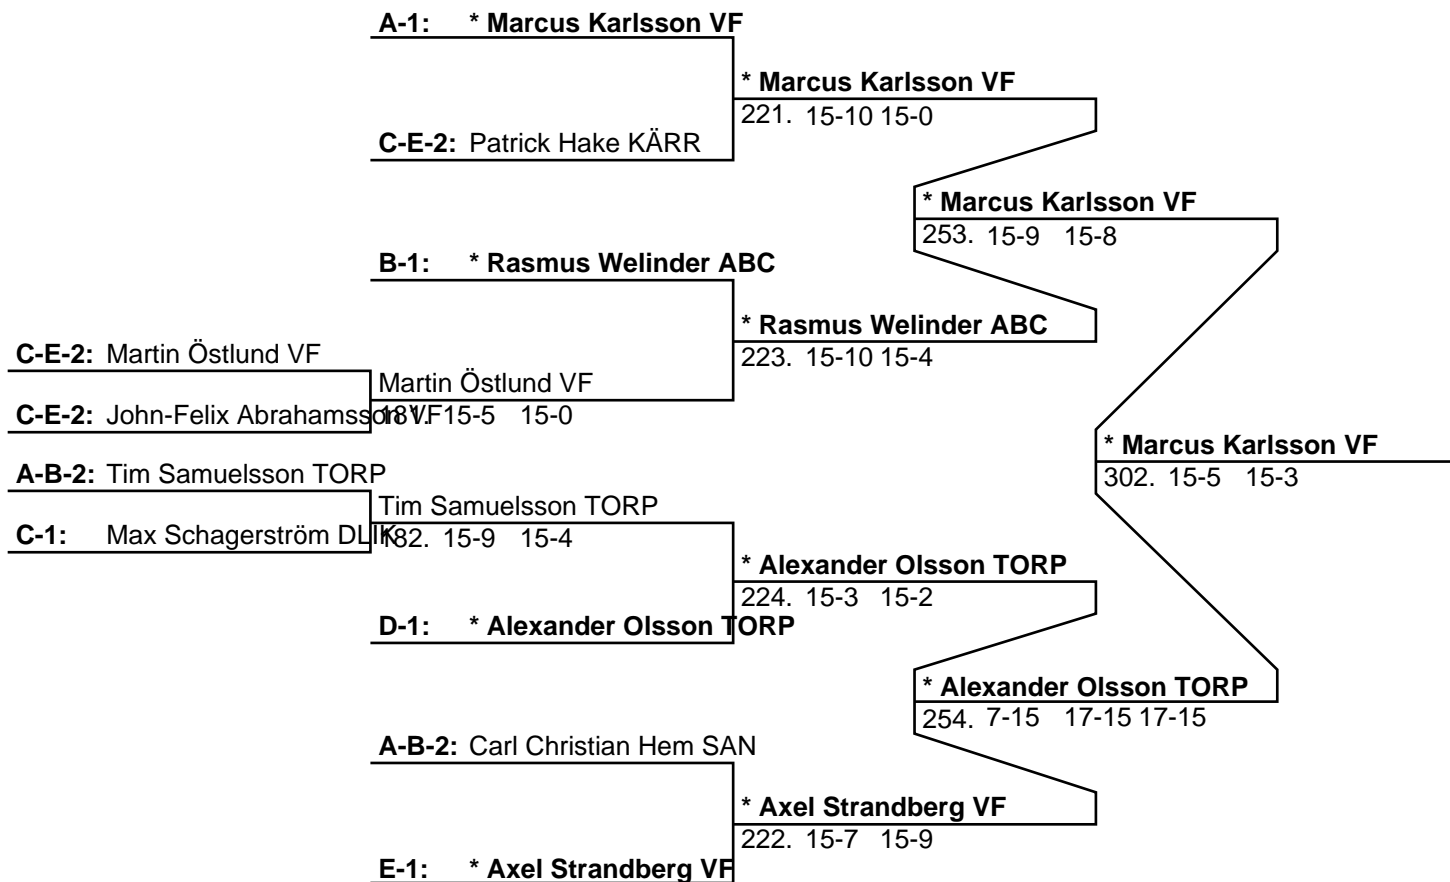 A-1: * Marcus Karlsson VF
* Marcus Karlsson VF
221. 15-10 15-0
C-E-2: Patrick Hake KÄRR
* Marcus Karlsson VF
253. 15-9 15-8
B-1: * Rasmus Welinder ABC
* Rasmus Welinder ABC
223. 15-10 15-4
C-E-2: Martin Östlund VF
Martin Östlund VF
C-E-2: John-Felix Abrahamsson VF
181. 15-5 15-0
* Marcus Karlsson VF
302. 15-5 15-3
A-B-2: Tim Samuelsson TORP
Tim Samuelsson TORP
C-1: Max Schagerström DLIK
182. 15-9 15-4
* Alexander Olsson TORP
224. 15-3 15-2
D-1: * Alexander Olsson TORP
* Alexander Olsson TORP
254. 7-15 17-15 17-15
A-B-2: Carl Christian Hem SAN
* Axel Strandberg VF
222. 15-7 15-9
E-1: * Axel Strandberg VF